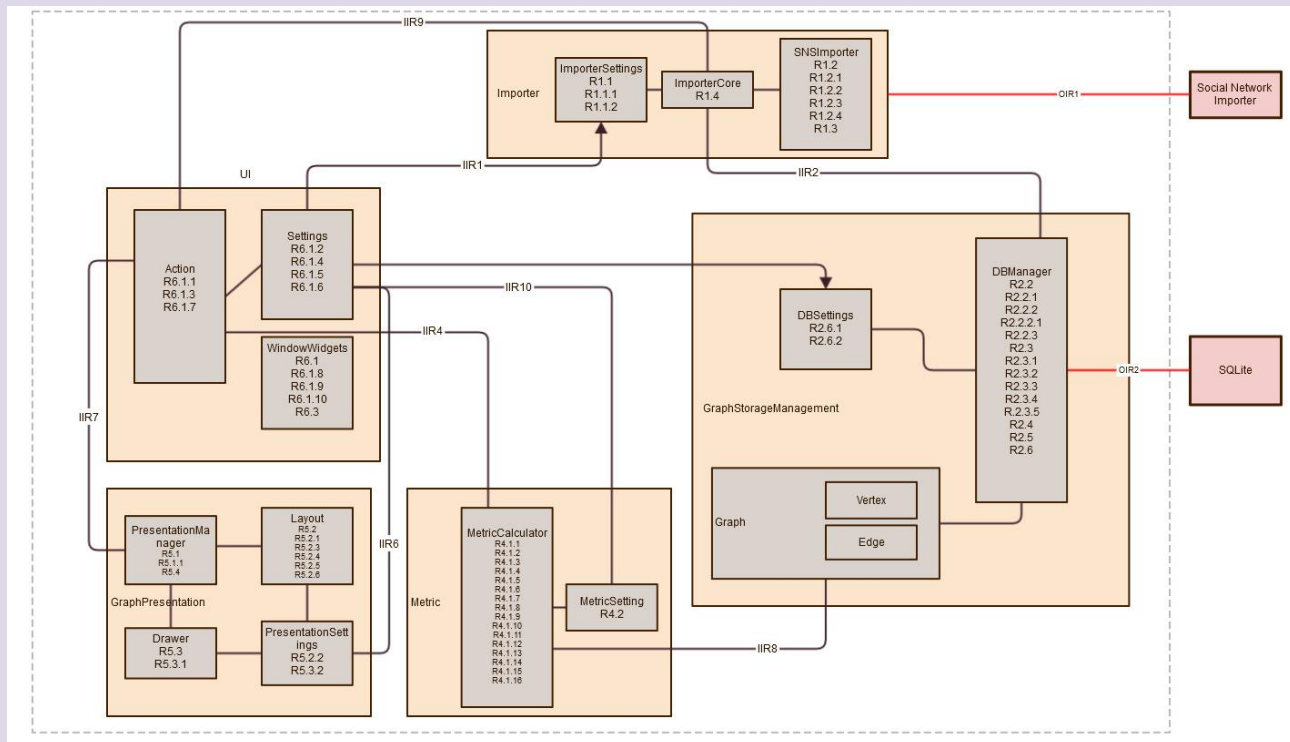 IIR9
Importer
ImporterSettings
R1.1
R1.1.1
R1.1.2
ImporterCore
R1.4
SNSImporter
R1.2
R1.2.1
R1.2.2
R1.2.3
R1.2.4
R1.3
OIR1
Social Network
Importer
IIR1
IIR2
UI
Action
R6.1.1
R6.1.3
R6.1.7
Settings
R6.1.2
R6.1.4
R6.1.5
R6.1.6
WindowWidgets
R6.1
R6.1.8
R6.1.9
R6.1.10
R6.3
IIR10
IIR4
IIR7
IIR6
DBSettings
R2.6.1
R2.6.2
DBManager
R2.2
R2.2.1
R2.2.2
R2.2.2.1
R2.2.3
R2.3
R2.3.1
R2.3.2
R2.3.3
R2.3.4
R.2.3.5
R2.4
R2.5
R2.6
OIR2
SQLite
GraphStorageManagement
Graph
Vertex
Edge
PresentationMa
nager
R5.1
R5.1.1
R5.4
Layout
R5.2
R5.2.1
R5.2.3
R5.2.4
R5.2.5
R5.2.6
GraphPresentation
Drawer
R5.3
R5.3.1
PresentationSett
ings
R5.2.2
R5.3.2
Metric
MetricCalculator
R4.1.1
R4.1.2
R4.1.3
R4.1.4
R4.1.5
R4.1.6
R4.1.7
R4.1.8
R4.1.9
R4.1.10
R4.1.11
R4.1.12
R4.1.13
R4.1.14
R4.1.15
R4.1.16
MetricSetting
R4.2
IIR8